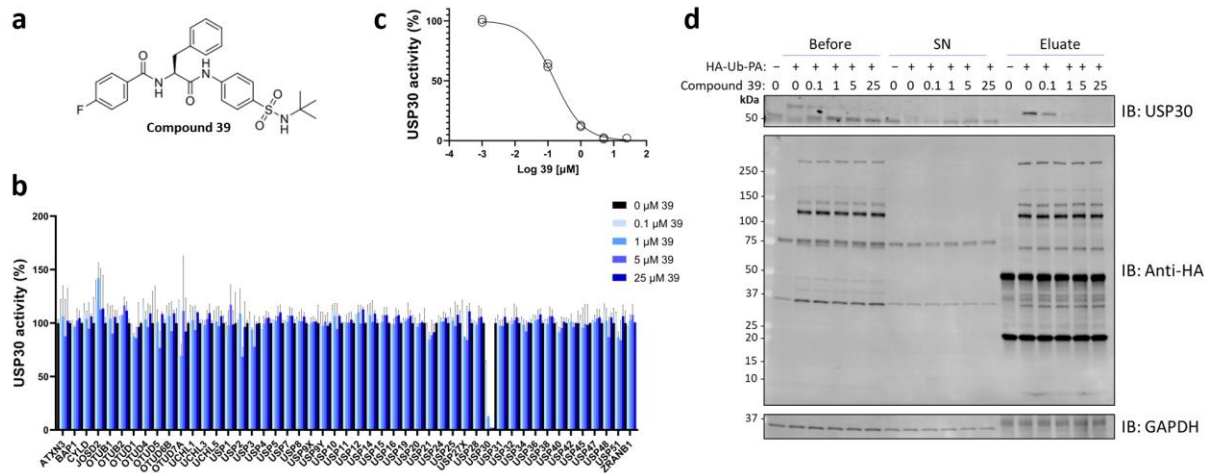 a
O
N
H
H
N
O
F
S
O
O
N
H
Compound 39
b
USP30 activity (%)
200
150
100
50
0
0 µM 39
0.1 µM 39
1 µM 39
5 µM 39
25 µM 39
ATXN3
BAP1
CYLD
JOSD2
OTUB1
OTUB2
OTUD1
OTUD4
OTUD5
OTUD6B
OTUD7A
UCHL1
UCHL3
UCHL5
USP1
USP2
USP3
USP4
USP5
USP7
USP8
USP9X
USP9Y
USP10
USP11
USP12
USP14
USP15
USP16
USP19
USP20
USP21
USP24
USP25
USP27X
USP28
USP30
USP31
USP32
USP34
USP36
USP38
USP40
USP42
USP45
USP47
USP48
ZRANB1
c
USP30 activity (%)
100
50
0
-4 -3 -2 -1 0 1 2
Log 39 [µM]
d
Before SN Eluate
HA-Ub-PA: – + + + + + – + + + + + – + + + + +
Compound 39: 0 0 0.1 1 5 25 0 0 0.1 1 5 25 0 0 0.1 1 5 25
kDa
50
IB: USP30
250
150
100
75
50
37
25
20
15
10
IB: Anti-HA
37
IB: GAPDH